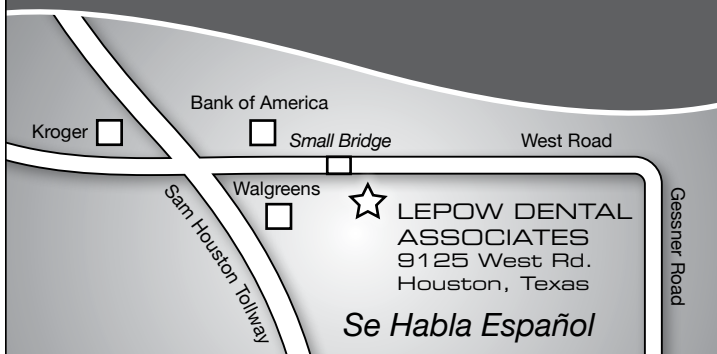 Bank of America
Kroger
Small Bridge
West Road
Walgreens
Sam Houston Tollway
LEPOW DENTAL
ASSOCIATES
9125 West Rd.
Houston, Texas
Gessner Road
Se Habla Español